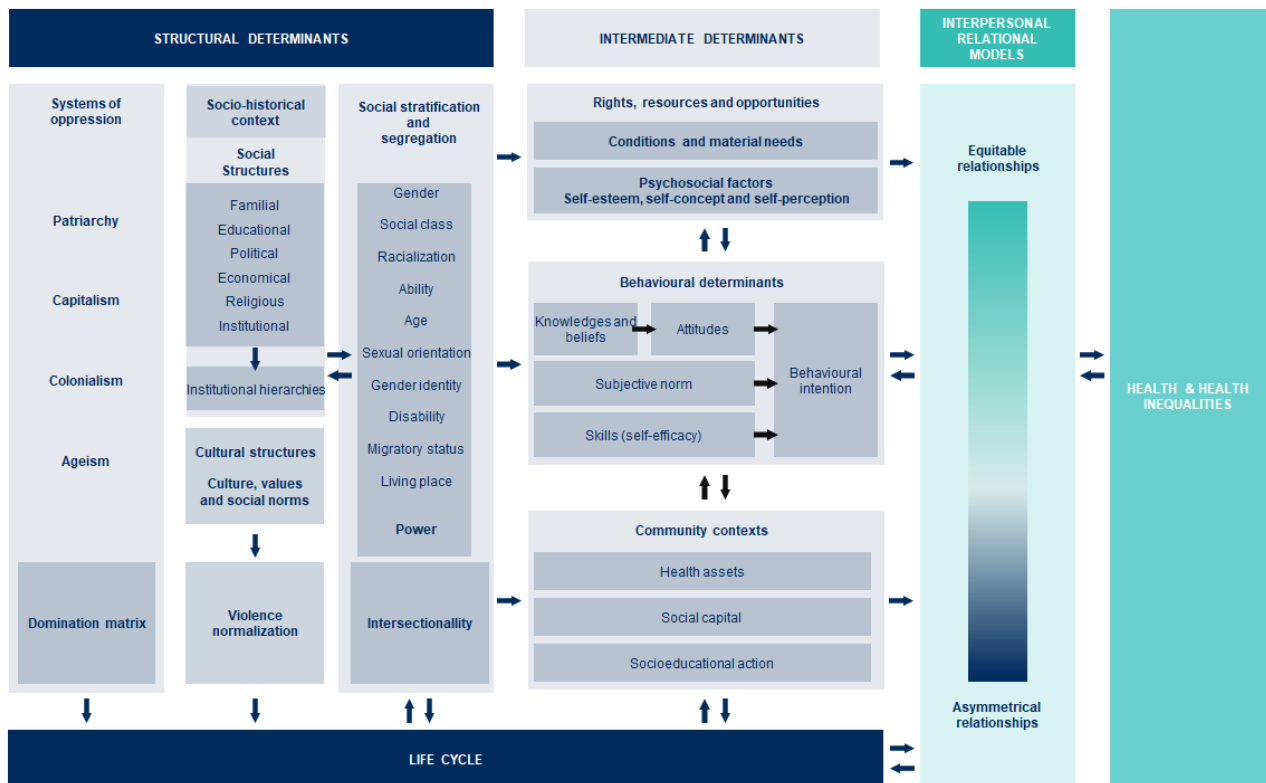 STRUCTURAL DETERMINANTS
INTERMEDIATE DETERMINANTS
INTERPERSONAL
RELATIONAL
MODELS
Systems of
oppression
Patriarchy
Capitalism
Colonialism
Ageism
Domination matrix
Socio-historical
context
Social
Structures
Familial
Educational
Political
Economical
Religious
Institutional
Institutional hierarchies
Cultural structures
Culture, values
and social norms
Violence
normalization
Social stratification
and
segregation
Gender
Social class
Racialization
Ability
Age
Sexual orientation
Gender identity
Disability
Migratory status
Living place
Power
Intersectionallity
Rights, resources and opportunities
Conditions and material needs
Psychosocial factors
Self-esteem, self-concept and self-perception
Behavioural determinants
Knowledges and
beliefs
Attitudes
Subjective norm
Skills (self-efficacy)
Behavioural
intention
Community contexts
Health assets
Social capital
Socioeducational action
Equitable
relationships
Asymmetrical
relationships
HEALTH & HEALTH
INEQUALITIES
LIFE CYCLE